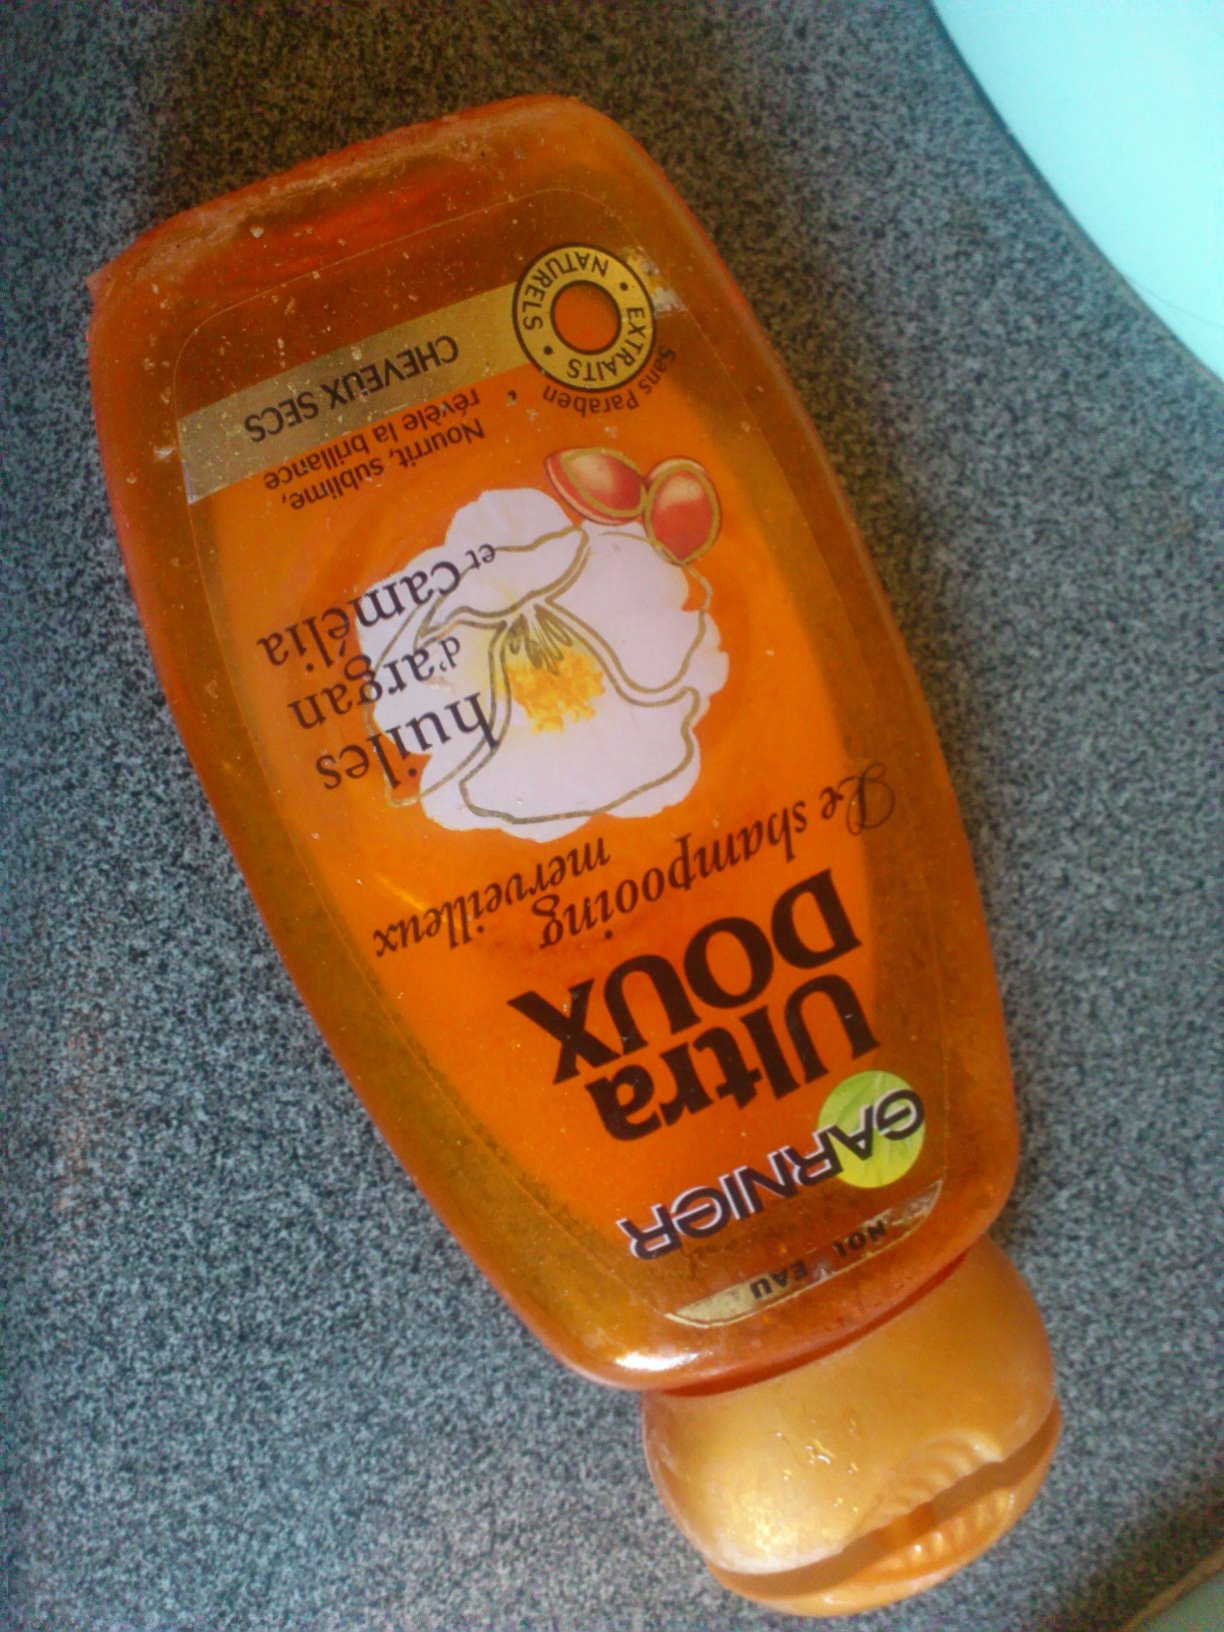 NOUVEAU
GARNIER
Ultra
DOUX
Le shampooing
merveilleux
huiles
d'argan
et Camélia
Nourrit, sublime,
révèle la brillance
CHEVEUX SECS
Sans Paraben
EXTRAITS • NATURELS •